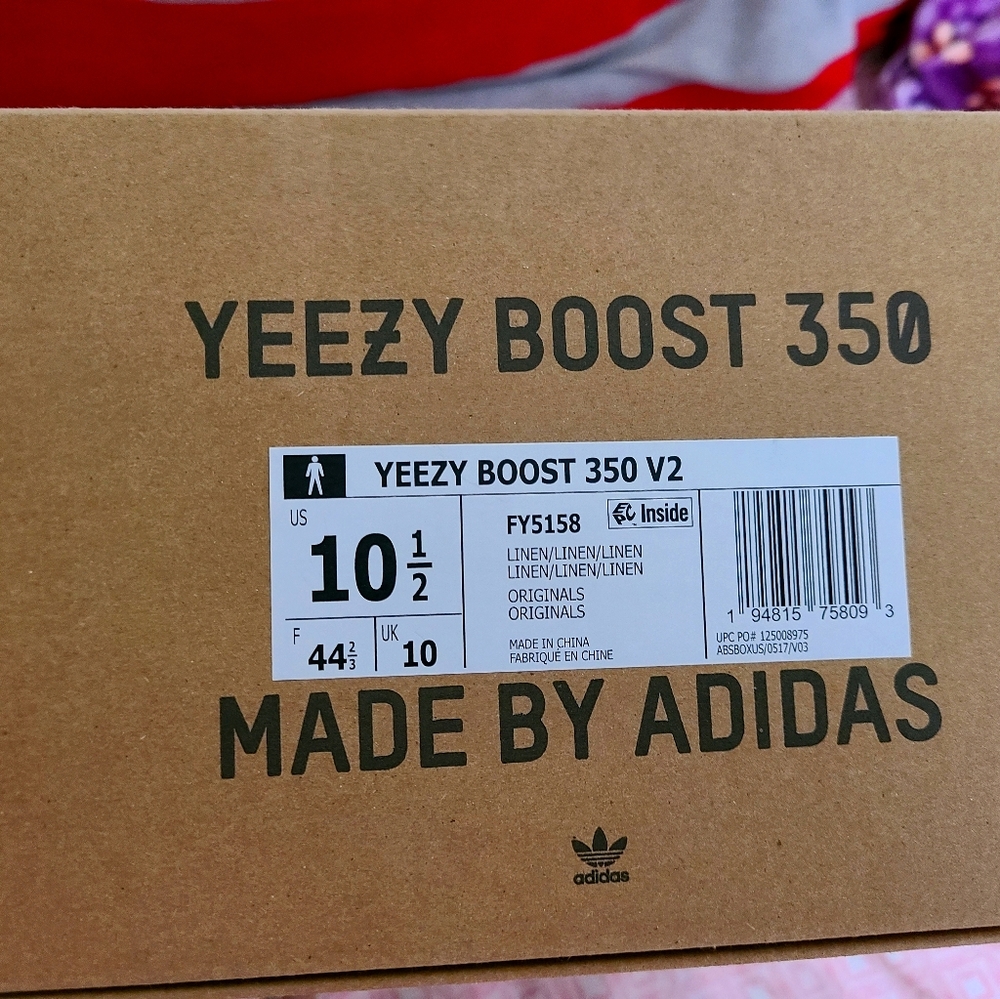 YEEZY BOOST 350
YEEZY BOOST 350 V2
US
10 1/2
F
44 2/3
UK
10
FY5158
Inside
LINEN/LINEN/LINEN
LINEN/LINEN/LINEN
ORIGINALS
ORIGINALS
MADE IN CHINA
FABRIQUÉ EN CHINE
1 94815 75809 3
UPC PO# 125008975
ABSBOXUS/0517/V03
MADE BY ADIDAS
adidas